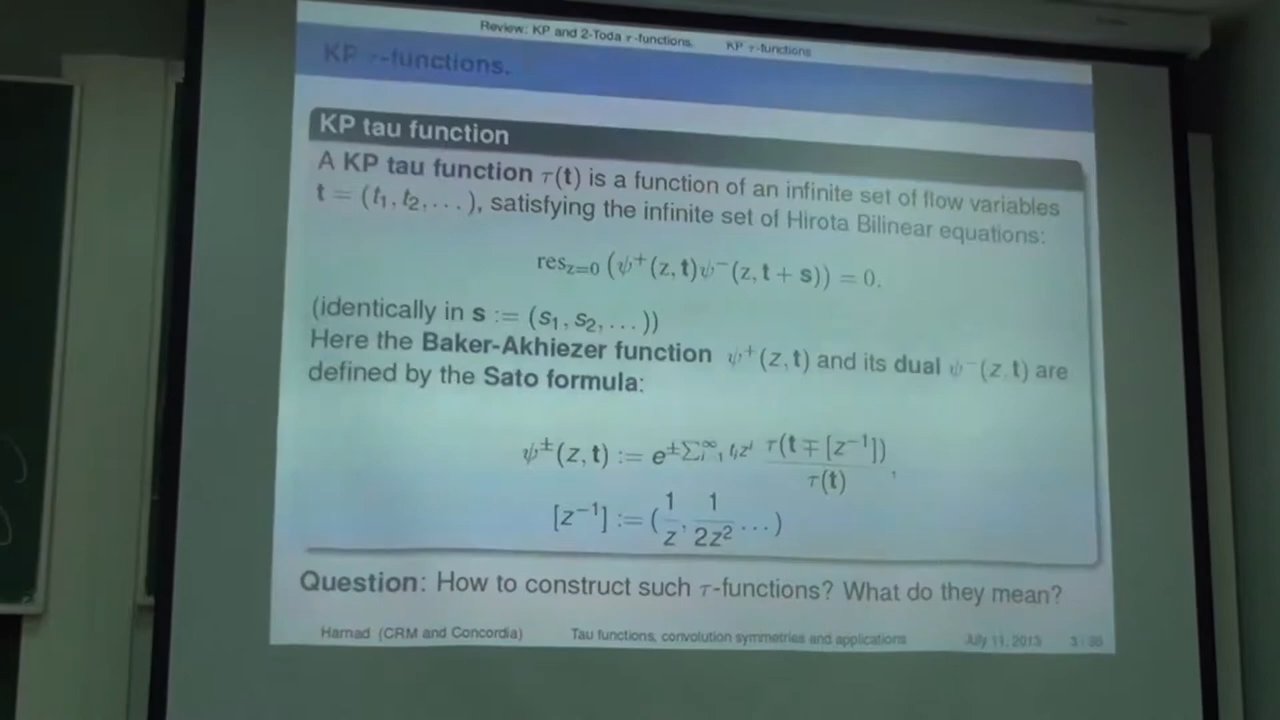 Review: KP and 2-Toda τ-functions. KP τ-functions
KP τ-functions.
KP tau function
A KP tau function τ(t) is a function of an infinite set of flow variables
t = (t₁, t₂, . . . ), satisfying the infinite set of Hirota Bilinear equations:
res_{z=0} (ψ⁺(z, t)ψ⁻(z, t + s)) = 0.
(identically in s := (s₁, s₂, . . . ))
Here the Baker-Akhiezer function ψ⁺(z, t) and its dual ψ⁻(z, t) are
defined by the Sato formula:
ψ^±(z, t) := e^{±∑_{i=1}^∞ t_i z^i} τ(t ∓ [z⁻¹]) / τ(t) ,
[z⁻¹] := (1/z, 1/2z² · · · )
Question: How to construct such τ-functions? What do they mean?
Harnad (CRM and Concordia) Tau functions, convolution symmetries and applications July 11, 2013